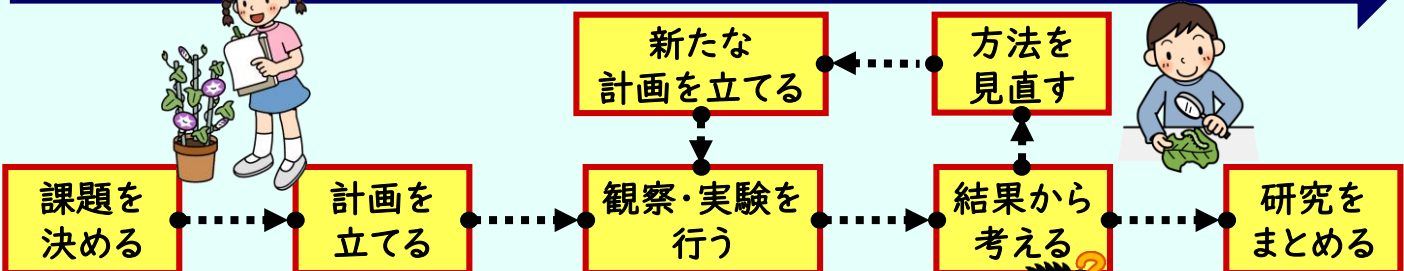 新たな
計画を立てる
方法を
見直す
課題を
決める
計画を
立てる
観察・実験を
行う
結果から
考える
研究を
まとめる
?